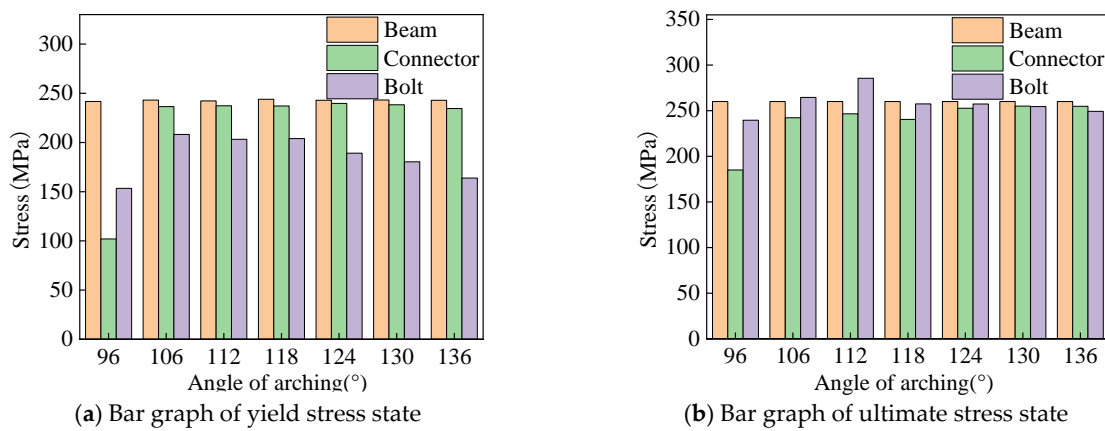 300
250
200
150
100
50
0
Stress (MPa)
Beam
Connector
Bolt
96 106 112 118 124 130 136
Angle of arching(°)
(a) Bar graph of yield stress state
350
300
250
200
150
100
50
0
Stress (MPa)
Beam
Connector
Bolt
96 106 112 118 124 130 136
Angle of arching(°)
(b) Bar graph of ultimate stress state